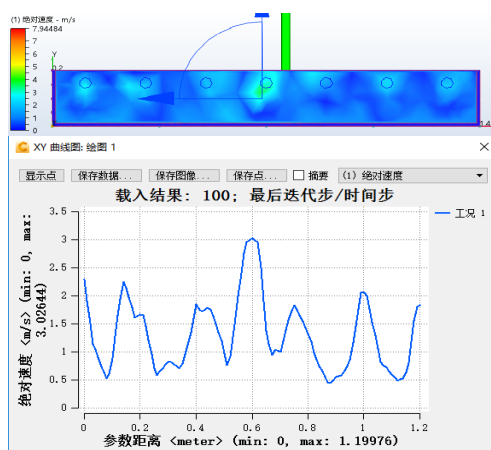 (1) 绝对速度 - m/s
7.94484
7
6
5
4
3
2
1
0
Y
0.2
1.4
XY 曲线图: 绘图 1
显示点 保存数据... 保存图像... 保存点... 摘要 (1) 绝对速度
载入结果: 100; 最后迭代步/时间步
工况 1
绝对速度 <m/s> (min: 0, max: 3.02644)
3.5
3
2.5
2
1.5
1
0.5
0
0 0.2 0.4 0.6 0.8 1 1.2
参数距离 <meter> (min: 0, max: 1.19976)